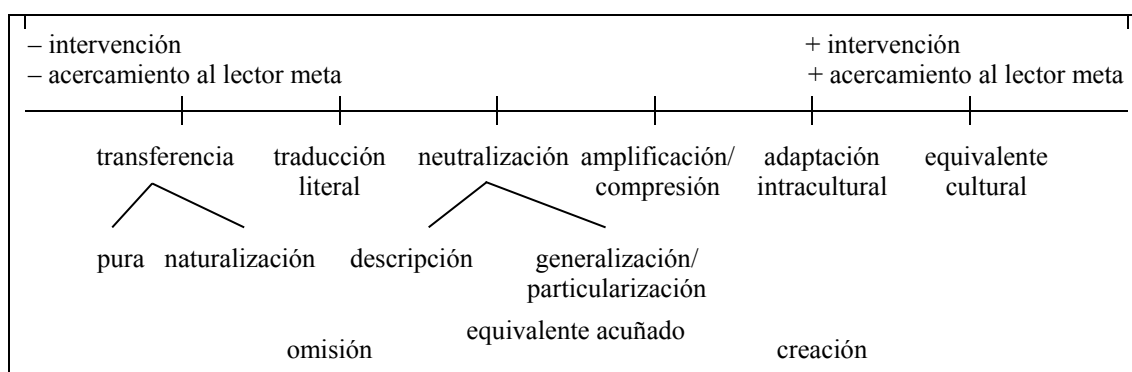 – intervención + intervención
– acercamiento al lector meta + acercamiento al lector meta
transferencia traducción neutralización amplificación/ adaptación equivalente
literal compresión intracultural cultural
pura naturalización descripción generalización/
particularización
equivalente acuñado
omisión creación